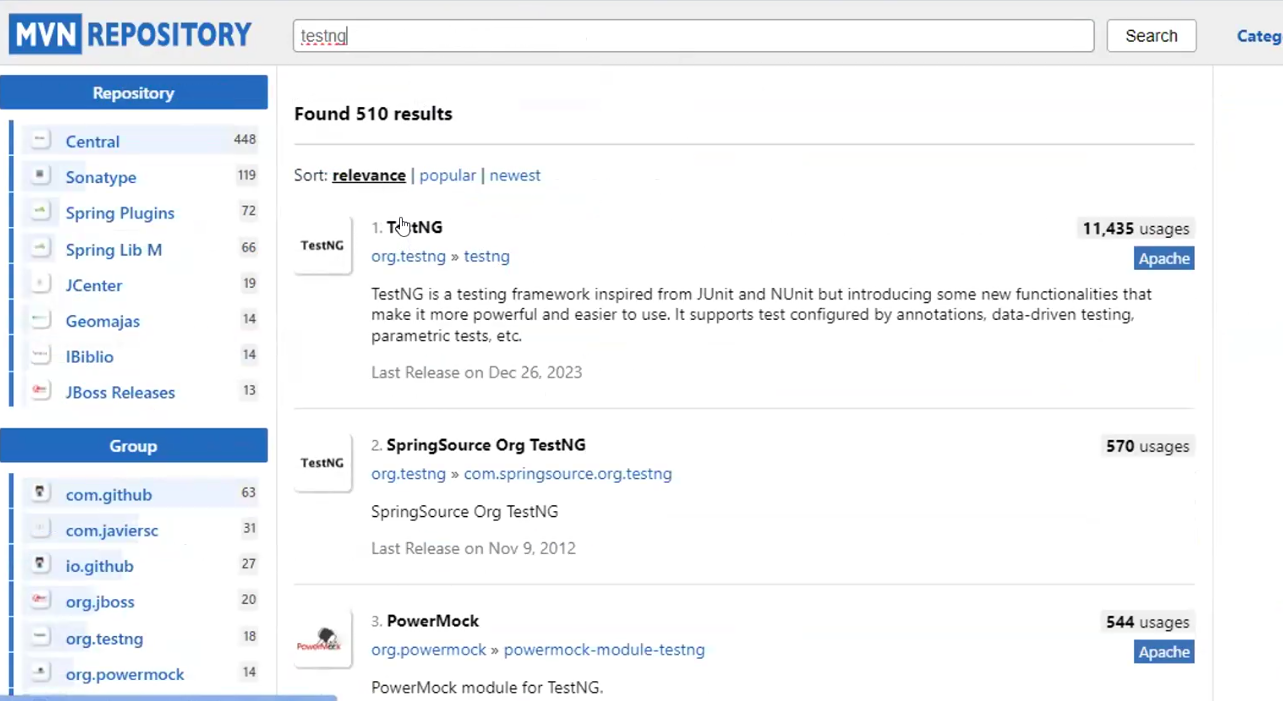 MVN REPOSITORY
testng
Search
Categ
Repository
Central 448
Sonatype 119
Spring Plugins 72
Spring Lib M 66
JCenter 19
Geomajas 14
IBiblio 14
JBoss Releases 13
Group
com.github 63
com.javiersc 31
io.github 27
org.jboss 20
org.testng 18
org.powermock 14
Found 510 results
Sort: relevance | popular | newest
TestNG
1. TestNG
11,435 usages
org.testng » testng
Apache
TestNG is a testing framework inspired from JUnit and NUnit but introducing some new functionalities that
make it more powerful and easier to use. It supports test configured by annotations, data-driven testing,
parametric tests, etc.
Last Release on Dec 26, 2023
TestNG
2. SpringSource Org TestNG
570 usages
org.testng » com.springsource.org.testng
SpringSource Org TestNG
Last Release on Nov 9, 2012
PowerMock
3. PowerMock
544 usages
org.powermock » powermock-module-testng
Apache
PowerMock module for TestNG.